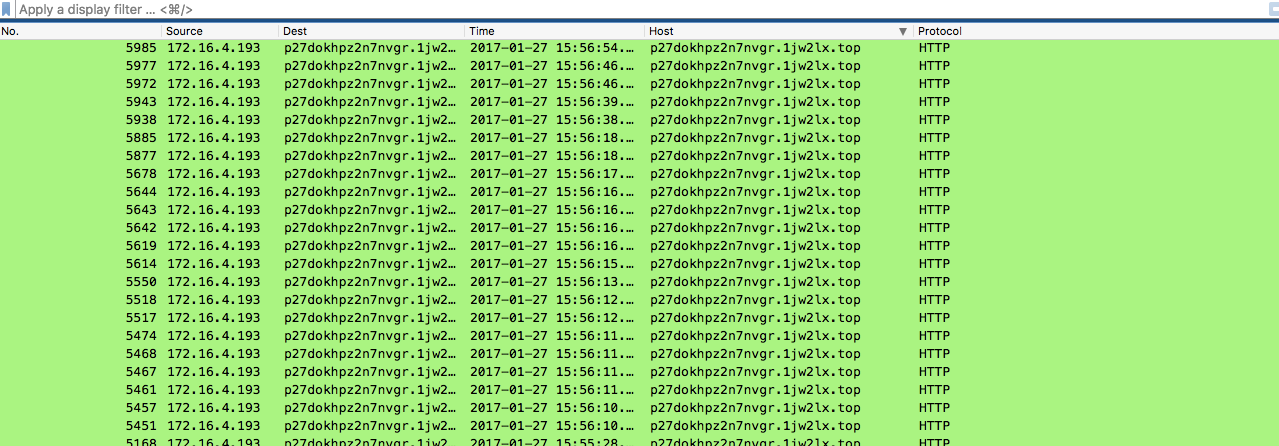 Apply a display filter ... <⌘/>
No. Source Dest Time Host Protocol
5985 172.16.4.193 p27dokhpz2n7nvgr.1jw2… 2017-01-27 15:56:54.… p27dokhpz2n7nvgr.1jw2lx.top HTTP
5977 172.16.4.193 p27dokhpz2n7nvgr.1jw2… 2017-01-27 15:56:46.… p27dokhpz2n7nvgr.1jw2lx.top HTTP
5972 172.16.4.193 p27dokhpz2n7nvgr.1jw2… 2017-01-27 15:56:46.… p27dokhpz2n7nvgr.1jw2lx.top HTTP
5943 172.16.4.193 p27dokhpz2n7nvgr.1jw2… 2017-01-27 15:56:39.… p27dokhpz2n7nvgr.1jw2lx.top HTTP
5938 172.16.4.193 p27dokhpz2n7nvgr.1jw2… 2017-01-27 15:56:38.… p27dokhpz2n7nvgr.1jw2lx.top HTTP
5885 172.16.4.193 p27dokhpz2n7nvgr.1jw2… 2017-01-27 15:56:18.… p27dokhpz2n7nvgr.1jw2lx.top HTTP
5877 172.16.4.193 p27dokhpz2n7nvgr.1jw2… 2017-01-27 15:56:18.… p27dokhpz2n7nvgr.1jw2lx.top HTTP
5678 172.16.4.193 p27dokhpz2n7nvgr.1jw2… 2017-01-27 15:56:17.… p27dokhpz2n7nvgr.1jw2lx.top HTTP
5644 172.16.4.193 p27dokhpz2n7nvgr.1jw2… 2017-01-27 15:56:16.… p27dokhpz2n7nvgr.1jw2lx.top HTTP
5643 172.16.4.193 p27dokhpz2n7nvgr.1jw2… 2017-01-27 15:56:16.… p27dokhpz2n7nvgr.1jw2lx.top HTTP
5642 172.16.4.193 p27dokhpz2n7nvgr.1jw2… 2017-01-27 15:56:16.… p27dokhpz2n7nvgr.1jw2lx.top HTTP
5619 172.16.4.193 p27dokhpz2n7nvgr.1jw2… 2017-01-27 15:56:16.… p27dokhpz2n7nvgr.1jw2lx.top HTTP
5614 172.16.4.193 p27dokhpz2n7nvgr.1jw2… 2017-01-27 15:56:15.… p27dokhpz2n7nvgr.1jw2lx.top HTTP
5550 172.16.4.193 p27dokhpz2n7nvgr.1jw2… 2017-01-27 15:56:13.… p27dokhpz2n7nvgr.1jw2lx.top HTTP
5518 172.16.4.193 p27dokhpz2n7nvgr.1jw2… 2017-01-27 15:56:12.… p27dokhpz2n7nvgr.1jw2lx.top HTTP
5517 172.16.4.193 p27dokhpz2n7nvgr.1jw2… 2017-01-27 15:56:12.… p27dokhpz2n7nvgr.1jw2lx.top HTTP
5474 172.16.4.193 p27dokhpz2n7nvgr.1jw2… 2017-01-27 15:56:11.… p27dokhpz2n7nvgr.1jw2lx.top HTTP
5468 172.16.4.193 p27dokhpz2n7nvgr.1jw2… 2017-01-27 15:56:11.… p27dokhpz2n7nvgr.1jw2lx.top HTTP
5467 172.16.4.193 p27dokhpz2n7nvgr.1jw2… 2017-01-27 15:56:11.… p27dokhpz2n7nvgr.1jw2lx.top HTTP
5461 172.16.4.193 p27dokhpz2n7nvgr.1jw2… 2017-01-27 15:56:11.… p27dokhpz2n7nvgr.1jw2lx.top HTTP
5457 172.16.4.193 p27dokhpz2n7nvgr.1jw2… 2017-01-27 15:56:10.… p27dokhpz2n7nvgr.1jw2lx.top HTTP
5451 172.16.4.193 p27dokhpz2n7nvgr.1jw2… 2017-01-27 15:56:10.… p27dokhpz2n7nvgr.1jw2lx.top HTTP
5168 172.16.4.193 p27dokhpz2n7nvgr.1jw2… 2017-01-27 15:55:28.… p27dokhpz2n7nvgr.1jw2lx.top HTTP